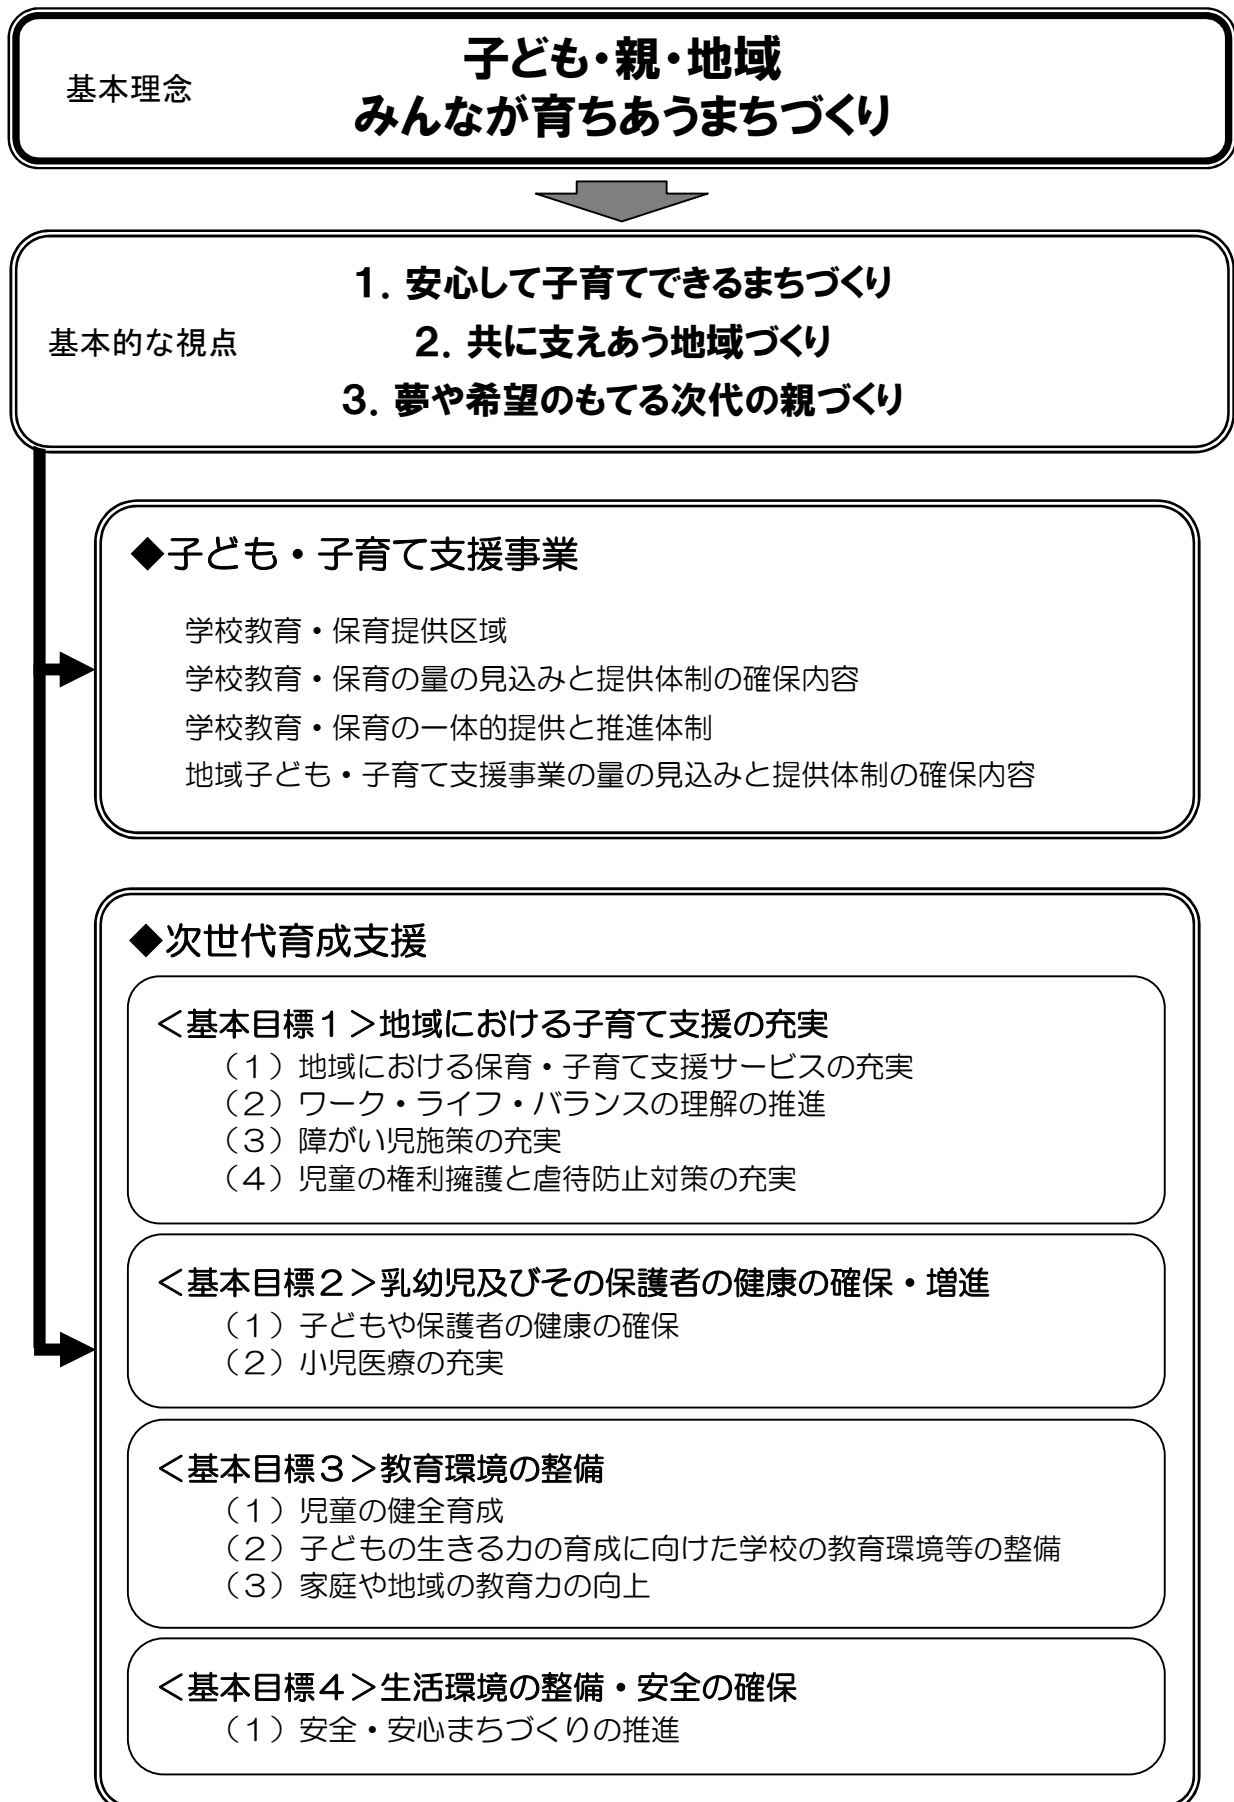 基本理念
子ども・親・地域
みんなが育ちあうまちづくり
基本的な視点
1．安心して子育てできるまちづくり
2．共に支えあう地域づくり
3．夢や希望のもてる次代の親づくり
◆子ども・子育て支援事業
学校教育・保育提供区域
学校教育・保育の量の見込みと提供体制の確保内容
学校教育・保育の一体的提供と推進体制
地域子ども・子育て支援事業の量の見込みと提供体制の確保内容
◆次世代育成支援
＜基本目標１＞地域における子育て支援の充実
（１）地域における保育・子育て支援サービスの充実
（２）ワーク・ライフ・バランスの理解の推進
（３）障がい児施策の充実
（４）児童の権利擁護と虐待防止対策の充実
＜基本目標２＞乳幼児及びその保護者の健康の確保・増進
（１）子どもや保護者の健康の確保
（２）小児医療の充実
＜基本目標３＞教育環境の整備
（１）児童の健全育成
（２）子どもの生きる力の育成に向けた学校の教育環境等の整備
（３）家庭や地域の教育力の向上
＜基本目標４＞生活環境の整備・安全の確保
（１）安全・安心まちづくりの推進